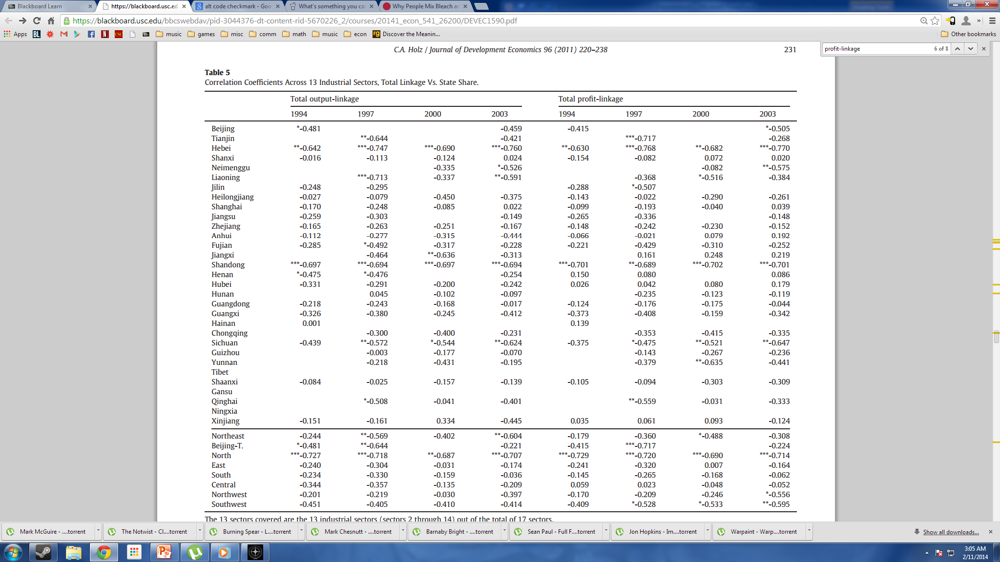 Blackboard Learn
https://blackboard.usc.ed
alt code checkmark - Goo
What's something you car
Why People Mix Bleach ar
https://blackboard.usc.edu/bbcswebdav/pid-3044376-dt-content-rid-5670226_2/courses/20141_econ_541_26200/DEVEC1590.pdf
Apps BL M f N USC Bb music games misc comm math music econ rg Discover the Meanin... Other bookmarks
profit-linkage 6 of 8
C.A. Holz / Journal of Development Economics 96 (2011) 220–238 231
Table 5
Correlation Coefficients Across 13 Industrial Sectors, Total Linkage Vs. State Share.
Total output-linkage Total profit-linkage
1994 1997 2000 2003 1994 1997 2000 2003
Beijing *-0.481 -0.459 -0.415 *-0.505
Tianjin **-0.644 -0.421 ***-0.717 -0.268
Hebei **-0.642 ***-0.747 ***-0.690 ***-0.760 **-0.630 ***-0.768 **-0.682 ***-0.770
Shanxi -0.016 -0.113 -0.124 0.024 -0.154 -0.082 0.072 0.020
Neimenggu -0.335 *-0.526 -0.082 **-0.575
Liaoning ***-0.713 -0.337 **-0.591 -0.368 *-0.516 -0.384
Jilin -0.248 -0.295 -0.288 *-0.507
Heilongjiang -0.027 -0.079 -0.450 -0.375 -0.143 -0.022 -0.290 -0.261
Shanghai -0.170 -0.248 -0.085 0.022 -0.099 -0.193 -0.040 0.039
Jiangsu -0.259 -0.303 -0.149 -0.265 -0.336 -0.148
Zhejiang -0.165 -0.263 -0.251 -0.167 -0.148 -0.242 -0.230 -0.152
Anhui -0.112 -0.277 -0.315 -0.444 -0.066 -0.021 0.079 0.192
Fujian -0.285 *-0.492 -0.317 -0.228 -0.221 -0.429 -0.310 -0.252
Jiangxi -0.464 **-0.636 -0.313 0.161 0.248 0.219
Shandong ***-0.697 ***-0.694 ***-0.697 ***-0.694 ***-0.701 **-0.689 ***-0.702 ***-0.701
Henan *-0.475 *-0.476 -0.254 0.150 0.080 0.086
Hubei -0.331 -0.291 -0.200 -0.242 0.026 0.042 0.080 0.179
Hunan 0.045 -0.102 -0.097 -0.235 -0.123 -0.119
Guangdong -0.218 -0.243 -0.168 -0.017 -0.124 -0.176 -0.175 -0.044
Guangxi -0.326 -0.380 -0.245 -0.412 -0.373 -0.408 -0.159 -0.342
Hainan 0.001 0.139
Chongqing -0.300 -0.400 -0.231 -0.353 -0.415 -0.335
Sichuan -0.439 **-0.572 *-0.544 **-0.624 -0.375 *-0.475 **-0.521 **-0.647
Guizhou -0.003 -0.177 -0.070 -0.143 -0.267 -0.236
Yunnan -0.218 -0.431 -0.195 -0.379 **-0.635 -0.441
Tibet
Shaanxi -0.084 -0.025 -0.157 -0.139 -0.105 -0.094 -0.303 -0.309
Gansu
Qinghai *-0.508 -0.041 -0.401 **-0.559 -0.031 -0.333
Ningxia
Xinjiang -0.151 -0.161 0.334 -0.445 0.035 0.061 0.093 -0.124
Northeast -0.244 **-0.569 -0.402 **-0.604 -0.179 -0.360 *-0.488 -0.308
Beijing-T. *-0.481 **-0.644 -0.221 -0.415 ***-0.717 -0.224
North ***-0.727 ***-0.718 **-0.687 ***-0.707 ***-0.729 ***-0.720 ***-0.690 ***-0.714
East -0.240 -0.304 -0.031 -0.174 -0.241 -0.320 0.007 -0.164
South -0.234 -0.330 -0.159 -0.036 -0.145 -0.265 -0.168 -0.062
Central -0.344 -0.357 -0.135 -0.209 0.059 0.023 -0.048 -0.052
Northwest -0.201 -0.219 -0.030 -0.397 -0.170 -0.209 -0.246 *-0.556
Southwest -0.451 -0.405 -0.410 -0.414 -0.409 *-0.528 *-0.533 **-0.595
The 13 sectors covered are the 13 industrial sectors (sectors 2 through 14) out of the total of 17 sectors.
Mark McGuire - ....torrent The Notwist - Cl....torrent Burning Spear - L....torrent Mark Chesnutt - ....torrent Barnaby Bright - ....torrent Sean Paul - Full F....torrent Jon Hopkins - Im....torrent Warpaint - Warp....torrent Show all downloads...
3:05 AM
2/11/2014